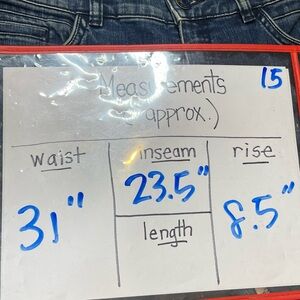 15
Measurements
(approx.)
waist
inseam
rise
31"
23.5"
8.5"
length